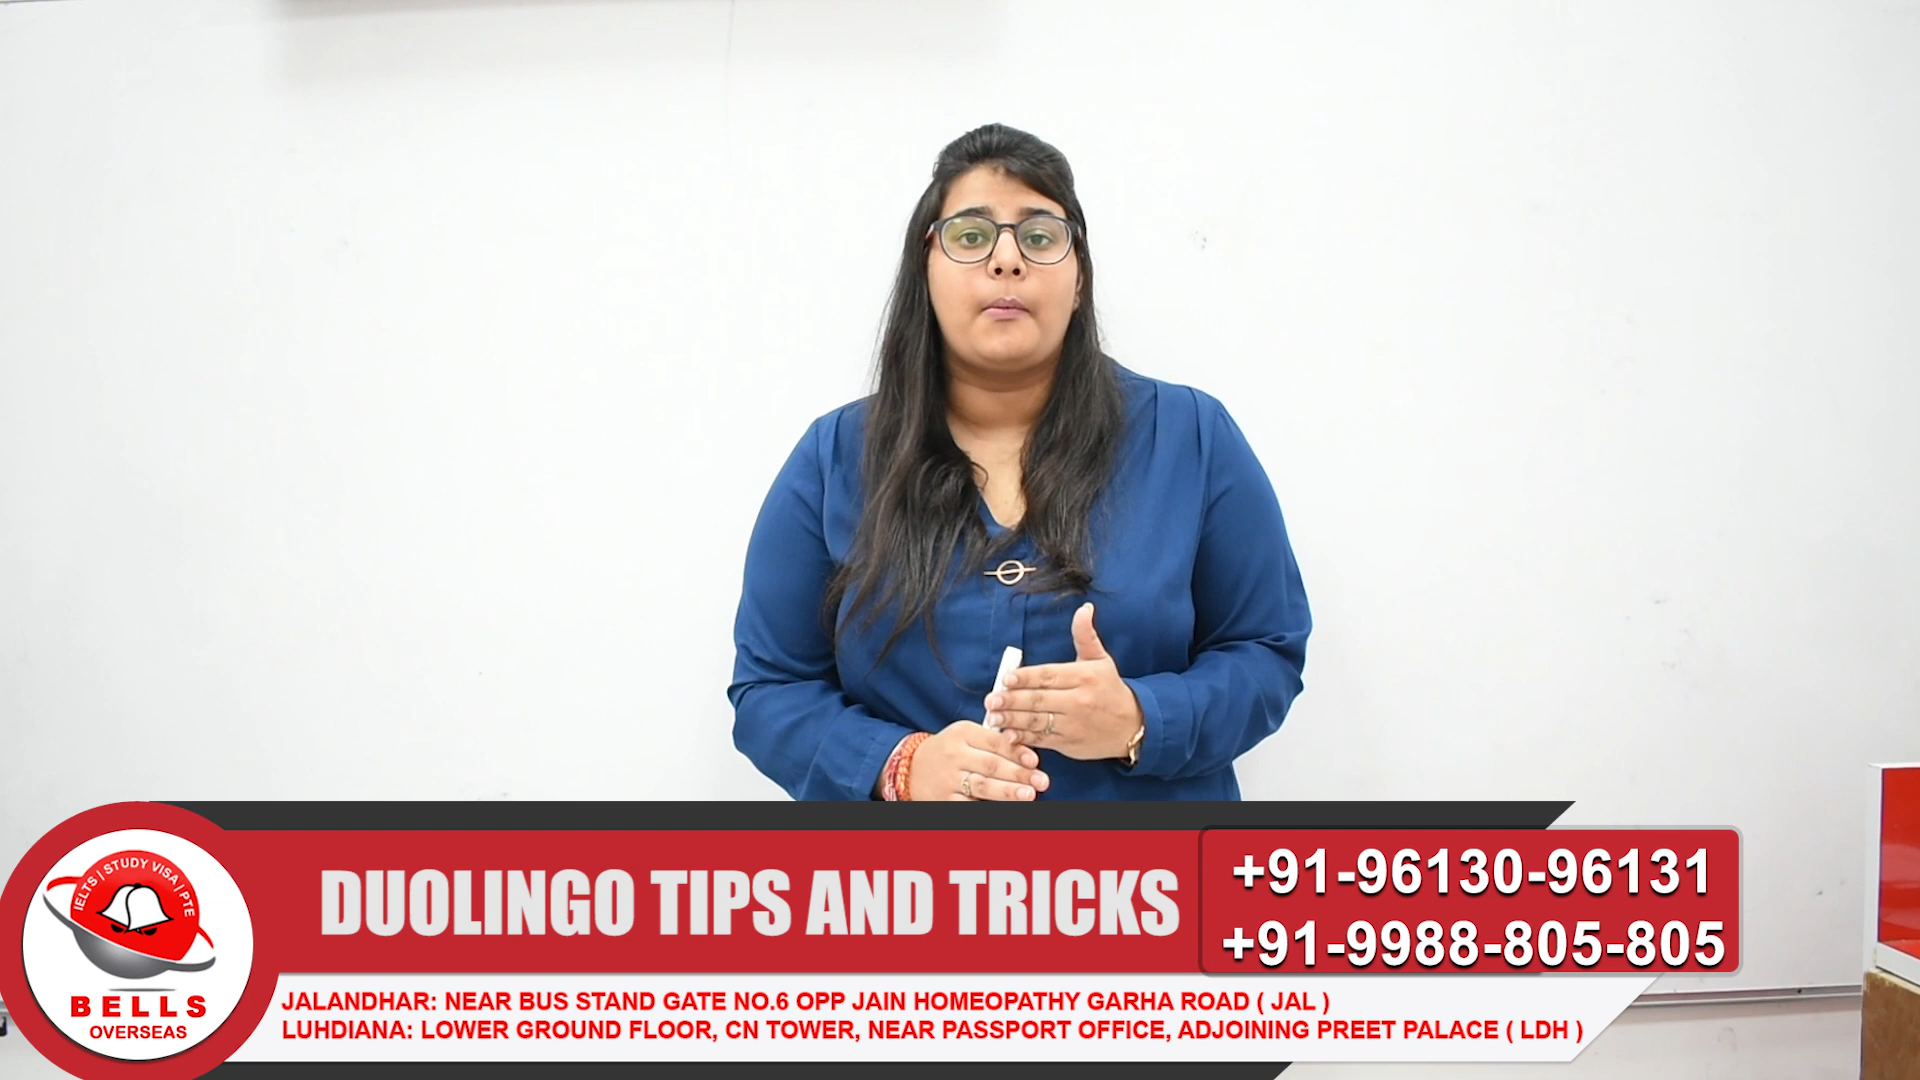 DUOLINGO TIPS AND TRICKS
+91-96130-96131
+91-9988-805-805
IELTS | STUDY VISA | PTE
BELLS
OVERSEAS
JALANDHAR: NEAR BUS STAND GATE NO.6 OPP JAIN HOMEOPATHY GARHA ROAD ( JAL )
LUHDIANA: LOWER GROUND FLOOR, CN TOWER, NEAR PASSPORT OFFICE, ADJOINING PREET PALACE ( LDH )